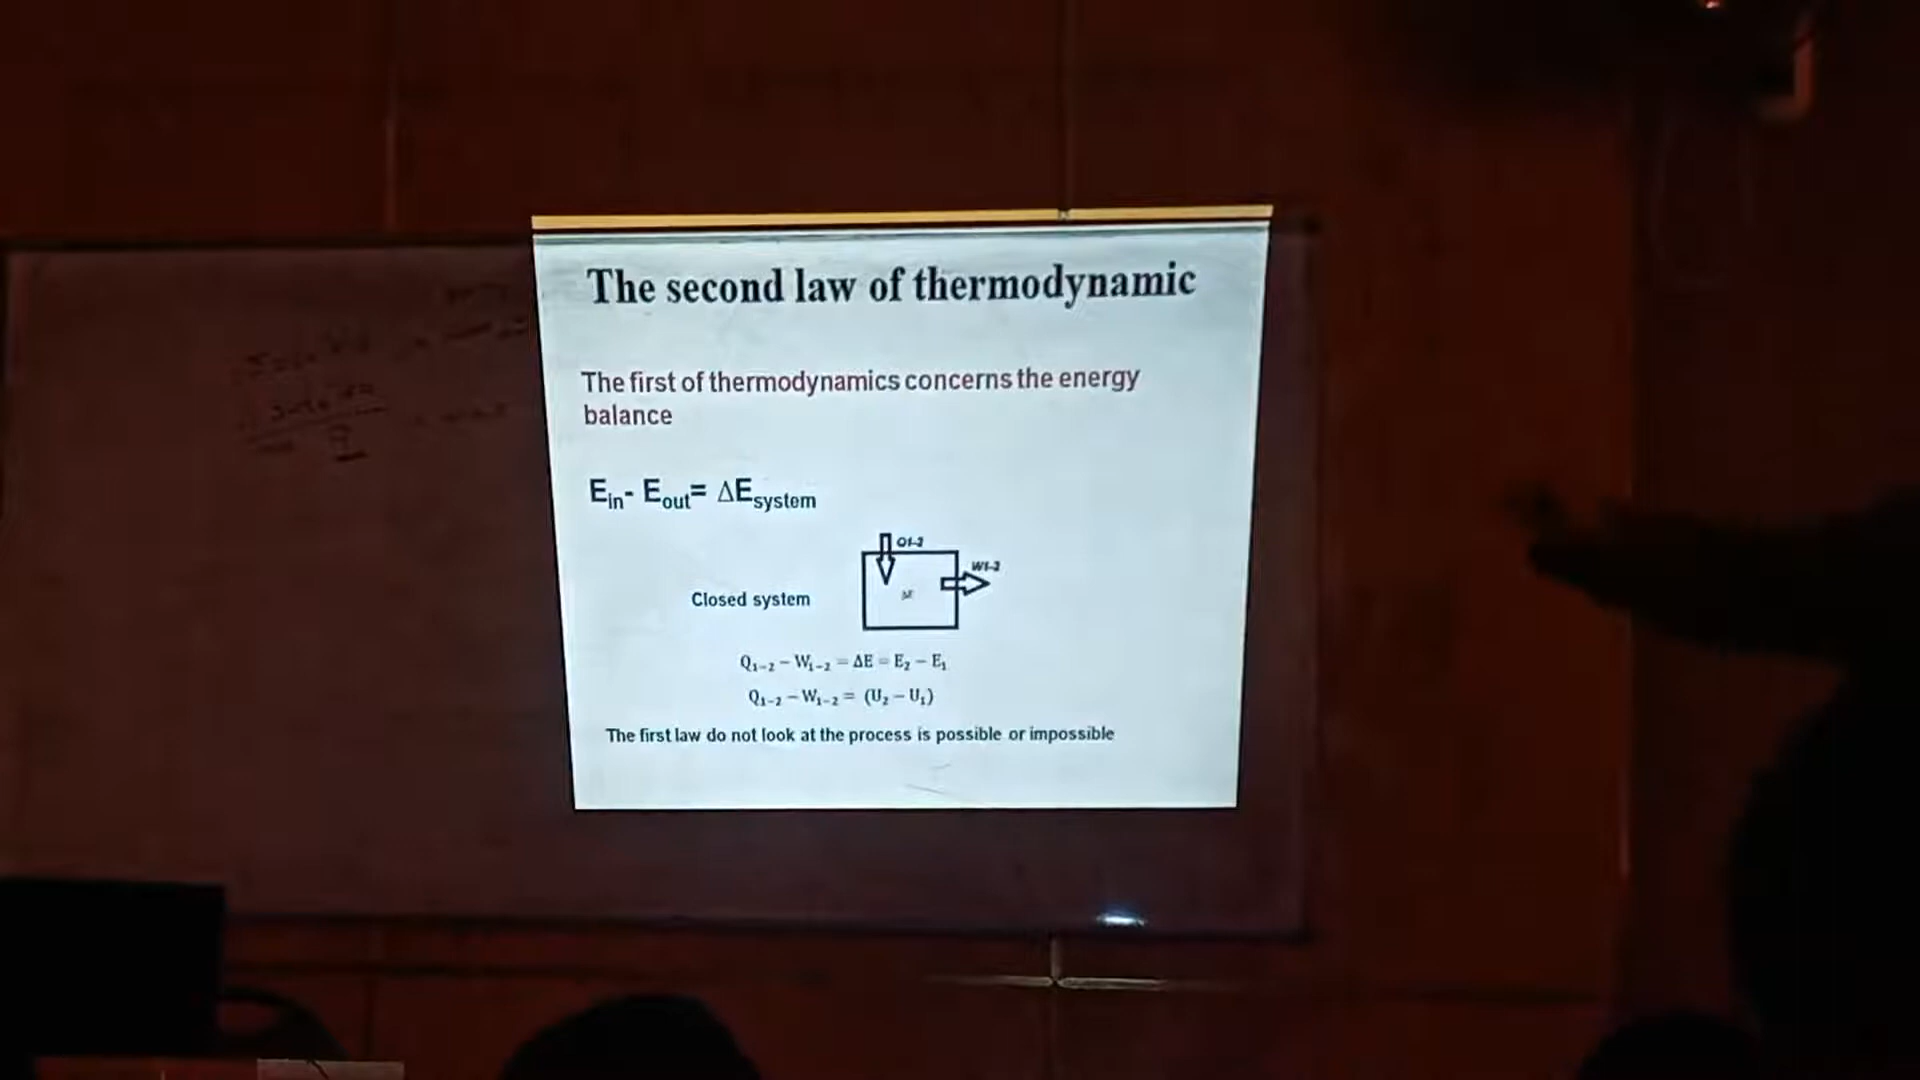 The second law of thermodynamic
The first of thermodynamics concerns the energy
balance
Ein- Eout= ΔEsystem
Q1-2
W1-2
Closed system
Q₁₋₂ − W₁₋₂ = ΔE = E₂ − E₁
Q₁₋₂ − W₁₋₂ = (U₂ − U₁)
The first law do not look at the process is possible or impossible